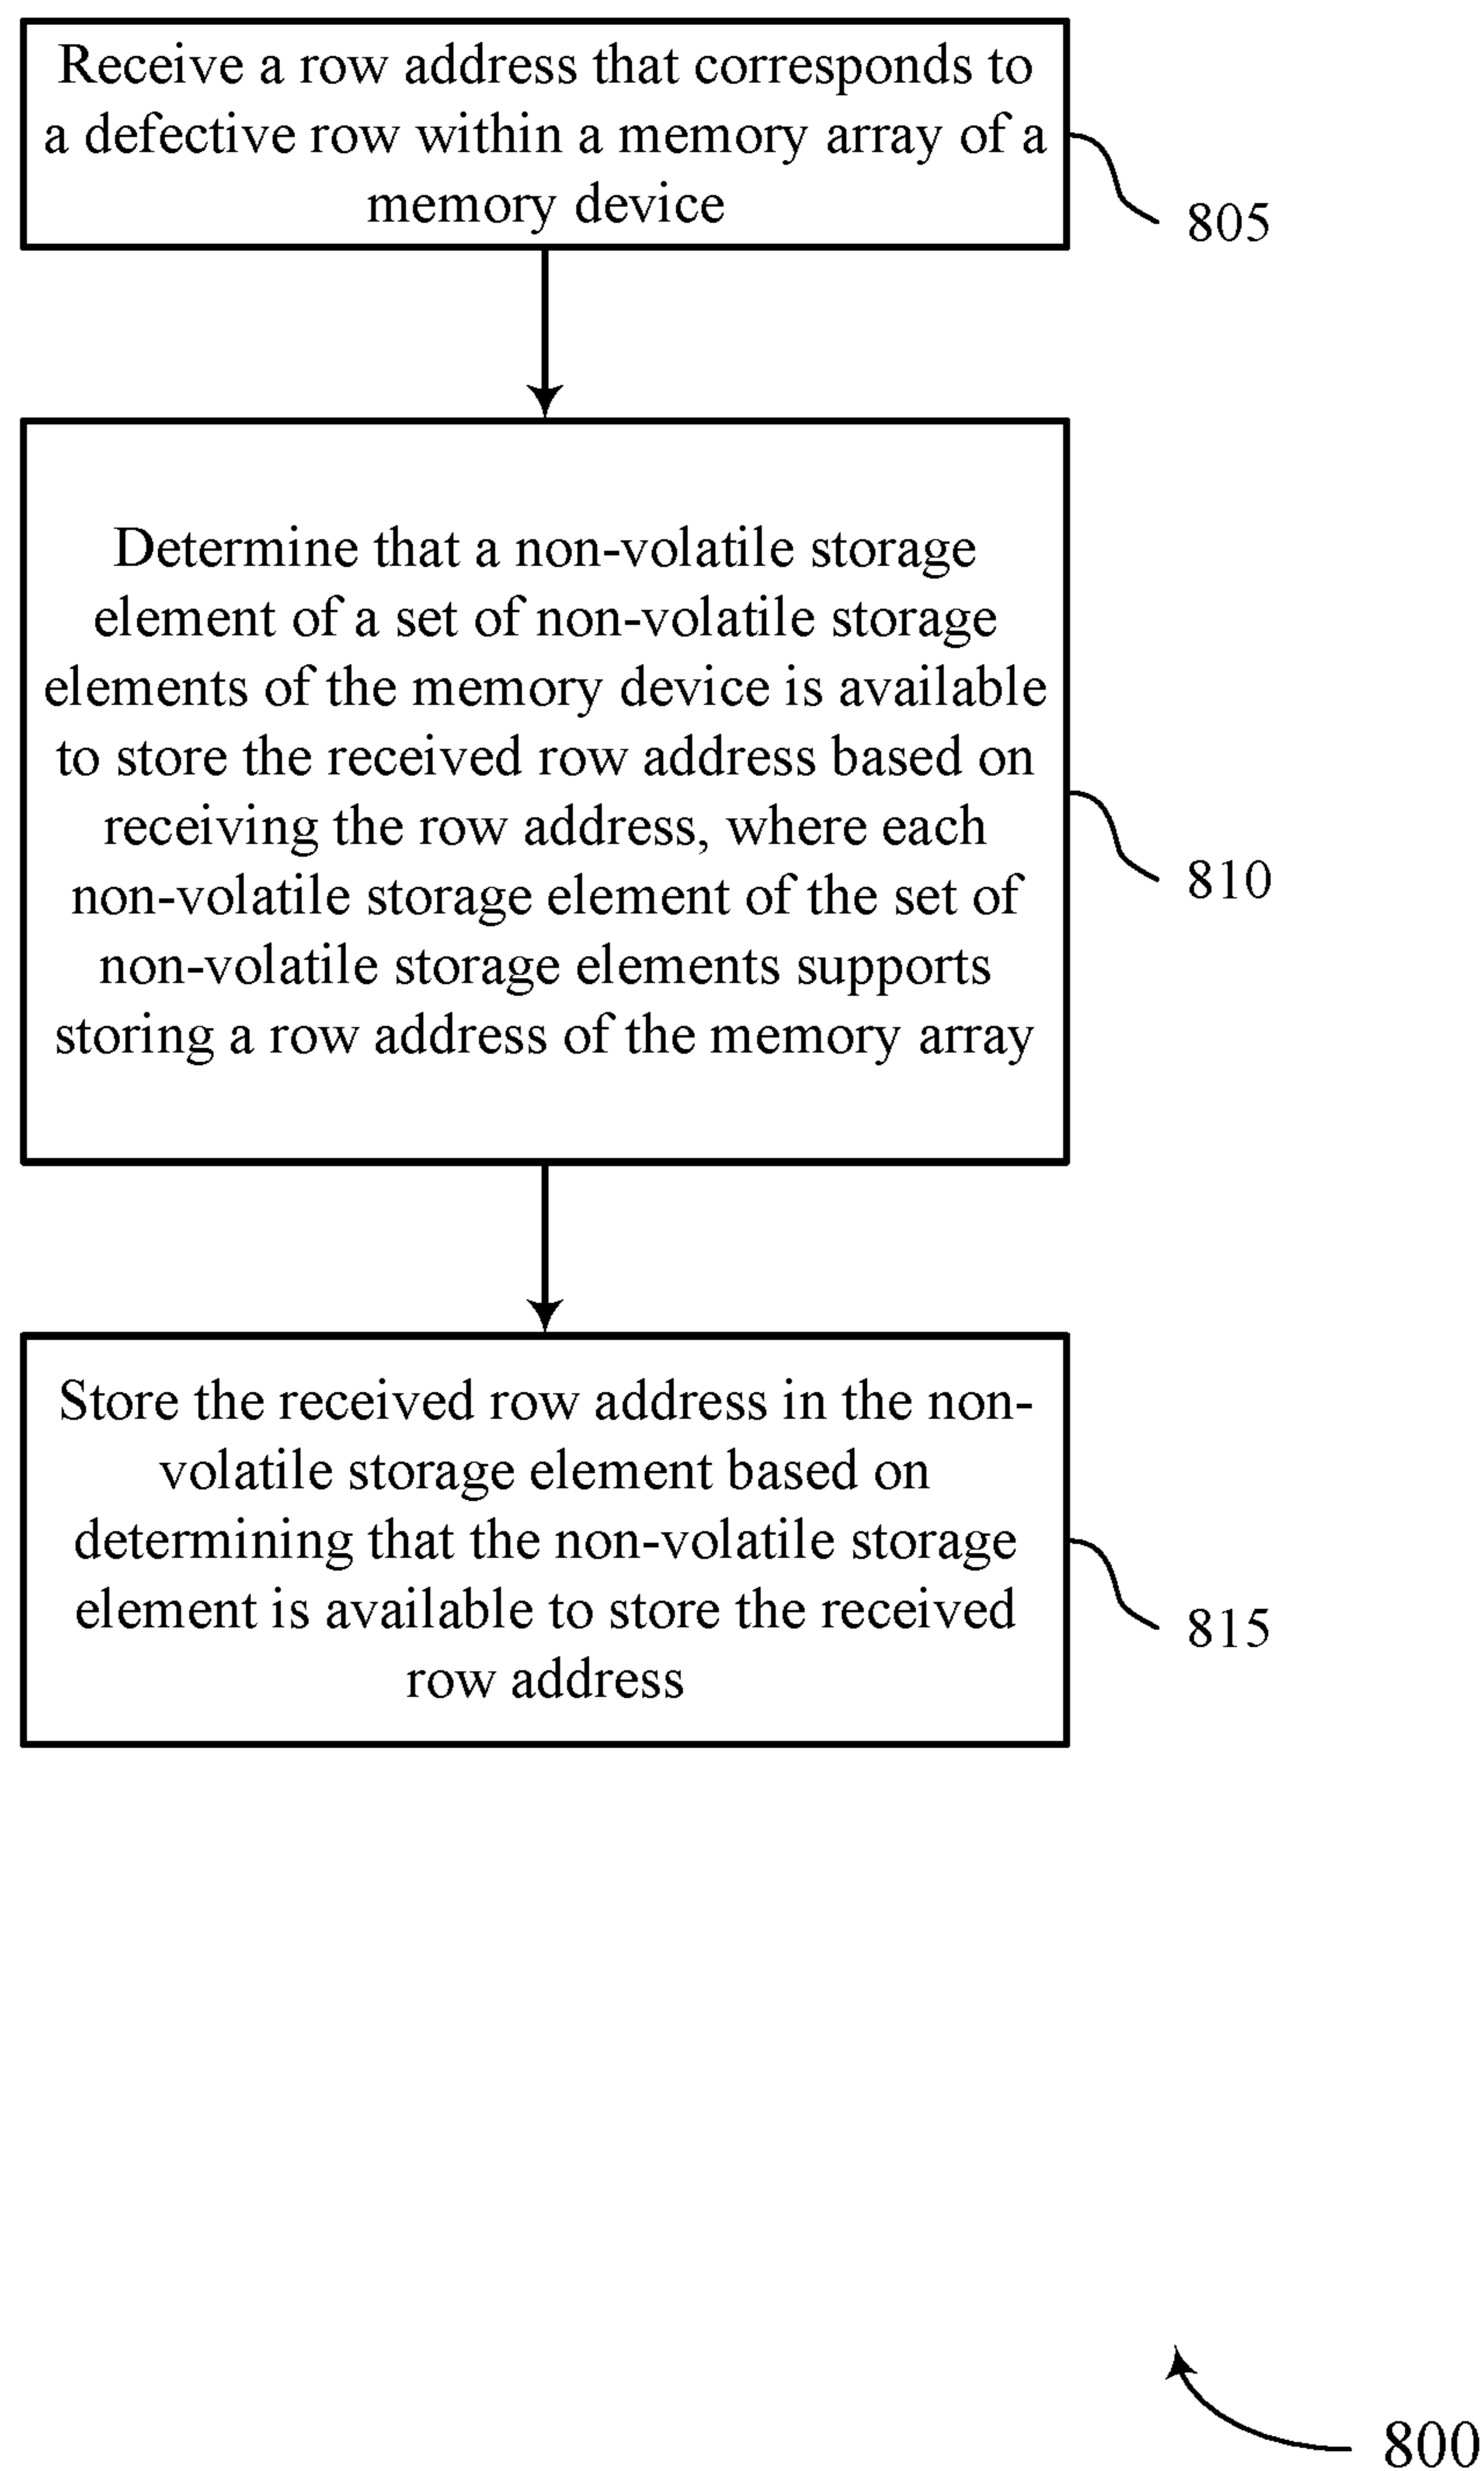 Receive a row address that corresponds to
a defective row within a memory array of a
memory device
805
Determine that a non-volatile storage
element of a set of non-volatile storage
elements of the memory device is available
to store the received row address based on
receiving the row address, where each
non-volatile storage element of the set of
non-volatile storage elements supports
storing a row address of the memory array
810
Store the received row address in the non-
volatile storage element based on
determining that the non-volatile storage
element is available to store the received
row address
815
800